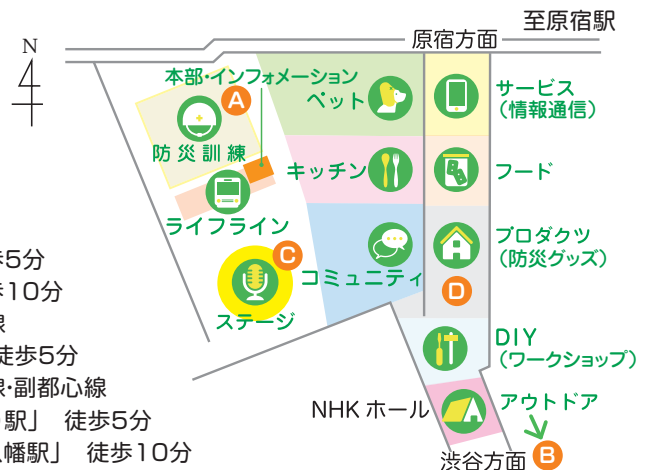 至原宿駅
原宿方面
N
本部・インフォメーション
A
ペット
サービス
(情報通信)
防災訓練
キッチン
フード
ライフライン
C
コミュニティ
プロダクツ
(防災グッズ)
D
ステージ
DIY
(ワークショップ)
NHKホール
アウトドア
渋谷方面
B
歩5分
歩10分
線
徒歩5分
線・副都心線
駅」 徒歩5分
八幡駅」 徒歩10分